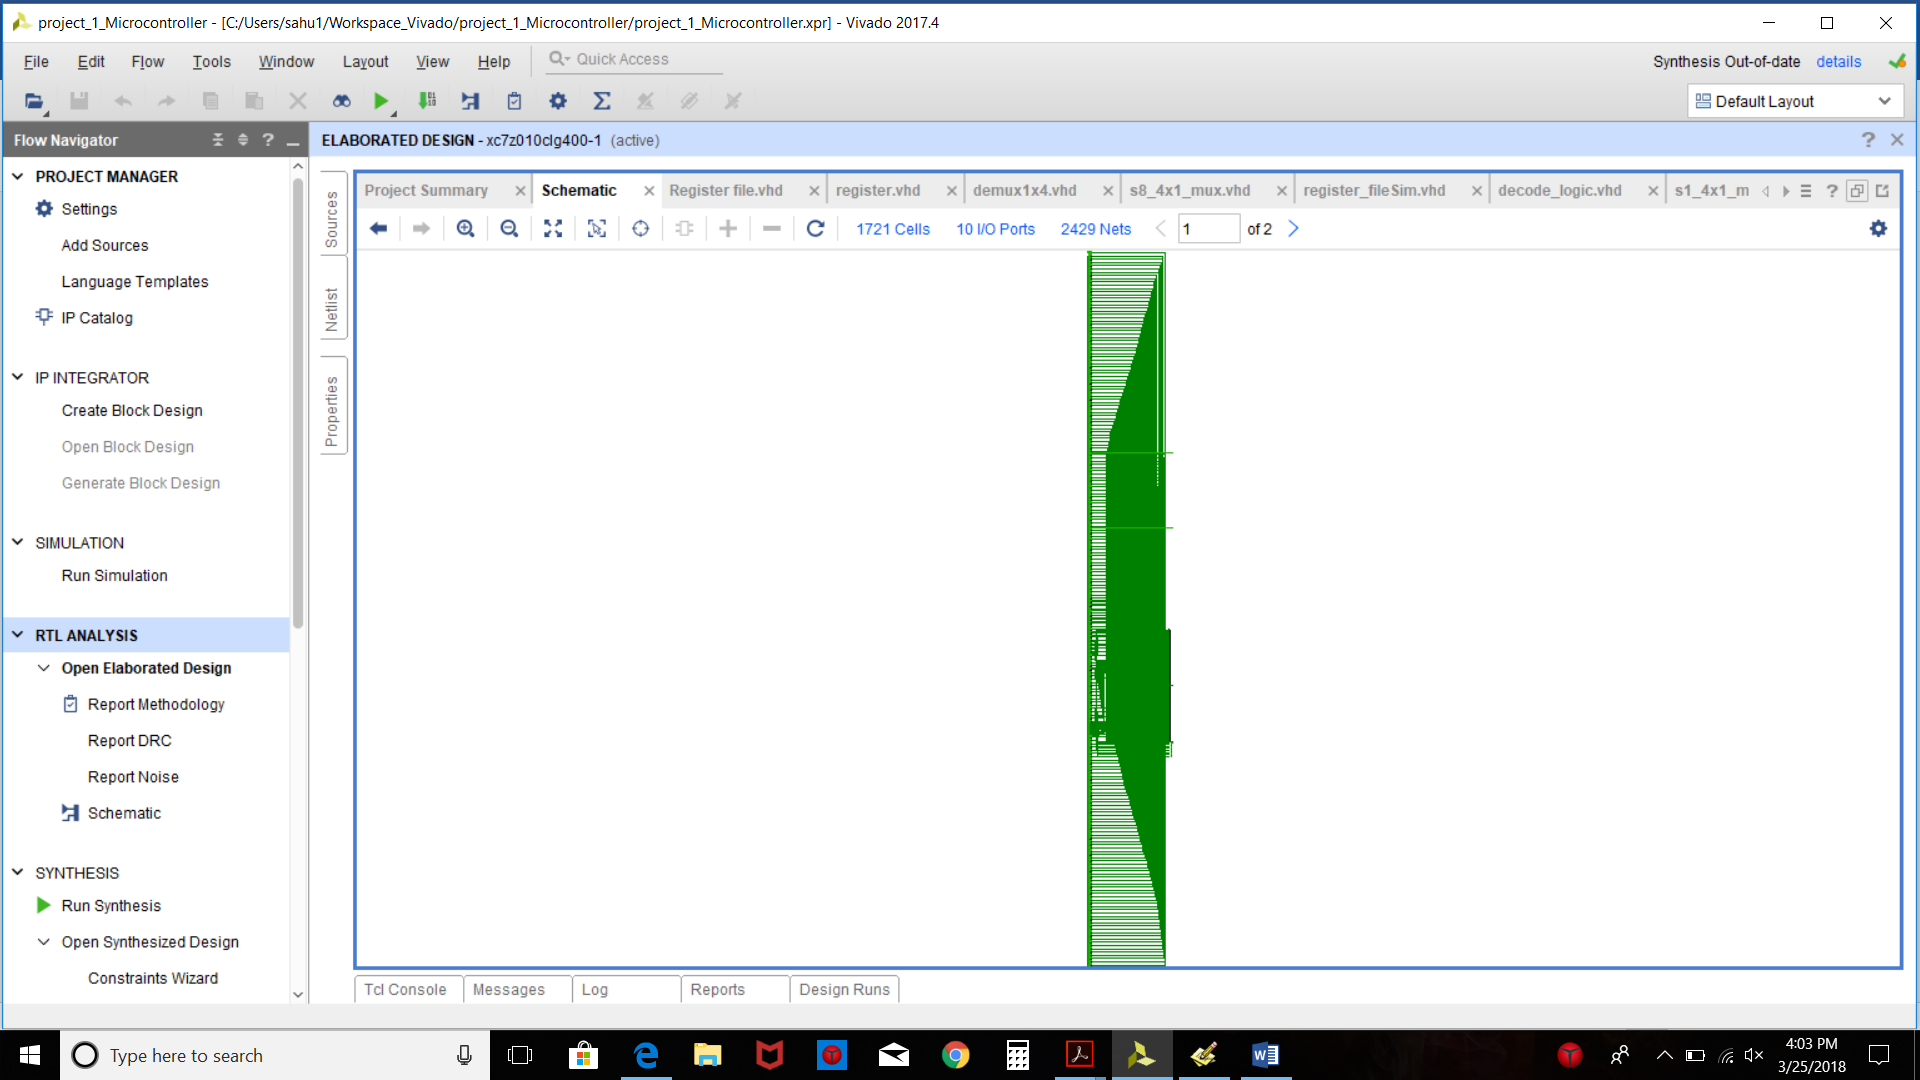 project_1_Microcontroller - [C:/Users/sahu1/Workspace_Vivado/project_1_Microcontroller/project_1_Microcontroller.xpr] - Vivado 2017.4
File Edit Flow Tools Window Layout View Help Quick Access
Synthesis Out-of-date details
Default Layout
Flow Navigator
ELABORATED DESIGN - xc7z010clg400-1 (active)
PROJECT MANAGER
Settings
Add Sources
Language Templates
IP Catalog
IP INTEGRATOR
Create Block Design
Open Block Design
Generate Block Design
SIMULATION
Run Simulation
RTL ANALYSIS
Open Elaborated Design
Report Methodology
Report DRC
Report Noise
Schematic
SYNTHESIS
Run Synthesis
Open Synthesized Design
Constraints Wizard
Sources
Netlist
Properties
Project Summary Schematic Register file.vhd register.vhd demux1x4.vhd s8_4x1_mux.vhd register_fileSim.vhd decode_logic.vhd s1_4x1_m
1721 Cells 10 I/O Ports 2429 Nets 1 of 2
Tcl Console Messages Log Reports Design Runs
Type here to search
4:03 PM
3/25/2018